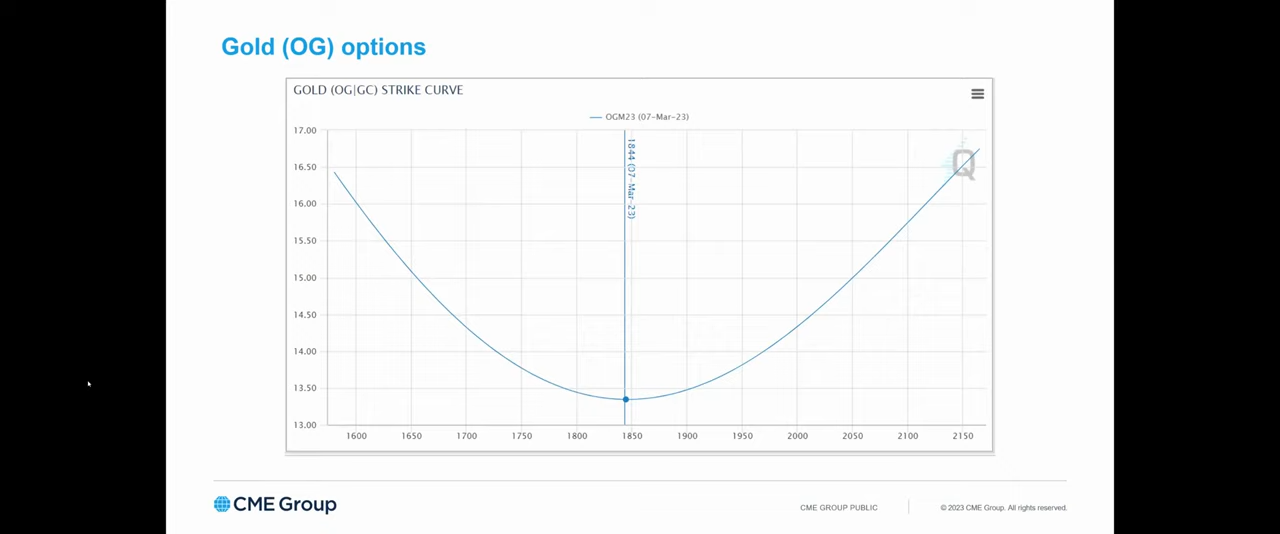 Gold (OG) options
GOLD (OG|GC) STRIKE CURVE
OGM23 (07-Mar-23)
17.00
16.50
16.00
15.50
15.00
14.50
14.00
13.50
13.00
1844 (07-Mar-23)
Q
1600 1650 1700 1750 1800 1850 1900 1950 2000 2050 2100 2150
CME Group
CME GROUP PUBLIC
© 2023 CME Group. All rights reserved.